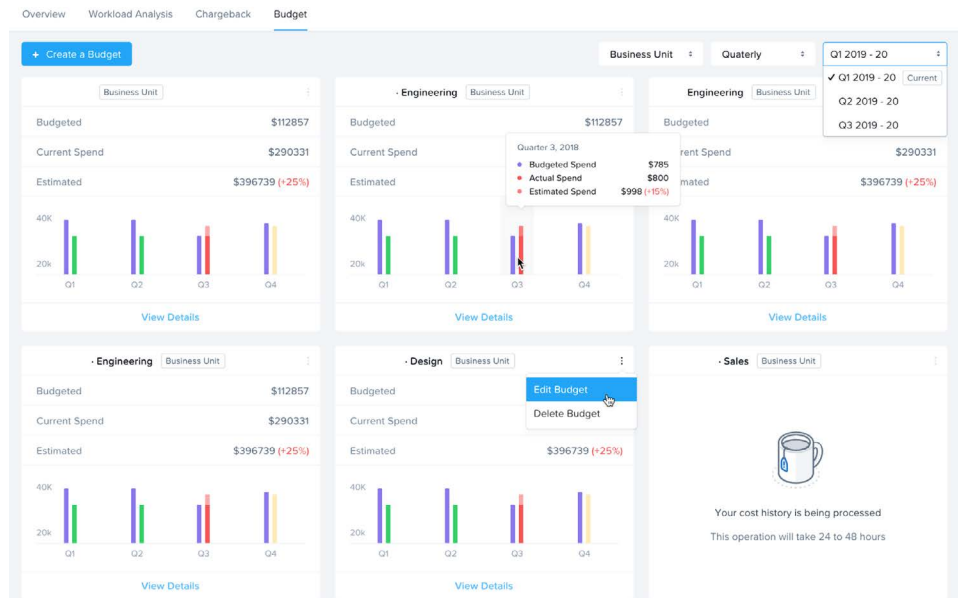 Overview Workload Analysis Chargeback Budget
+ Create a Budget
Business Unit Quaterly Q1 2019 - 20
✓ Q1 2019 - 20 Current
Q2 2019 - 20
Q3 2019 - 20
Business Unit
Budgeted $112857
Current Spend $290331
Estimated $396739 (+25%)
40K
20k
Q1 Q2 Q3 Q4
View Details
· Engineering Business Unit
Budgeted $112857
Current Spend
Estimated
Quarter 3, 2018
Budgeted Spend $785
Actual Spend $800
Estimated Spend $998 (+15%)
40K
20k
Q1 Q2 Q3 Q4
View Details
Engineering Business Unit
Budgeted
rent Spend $290331
mated $396739 (+25%)
40K
20k
Q1 Q2 Q3 Q4
View Details
· Engineering Business Unit
Budgeted $112857
Current Spend $290331
Estimated $396739 (+25%)
40K
20k
Q1 Q2 Q3 Q4
View Details
· Design Business Unit
Edit Budget
Delete Budget
Budgeted
Current Spend
Estimated $396739 (+25%)
40K
20k
Q1 Q2 Q3 Q4
View Details
· Sales Business Unit
Your cost history is being processed
This operation will take 24 to 48 hours